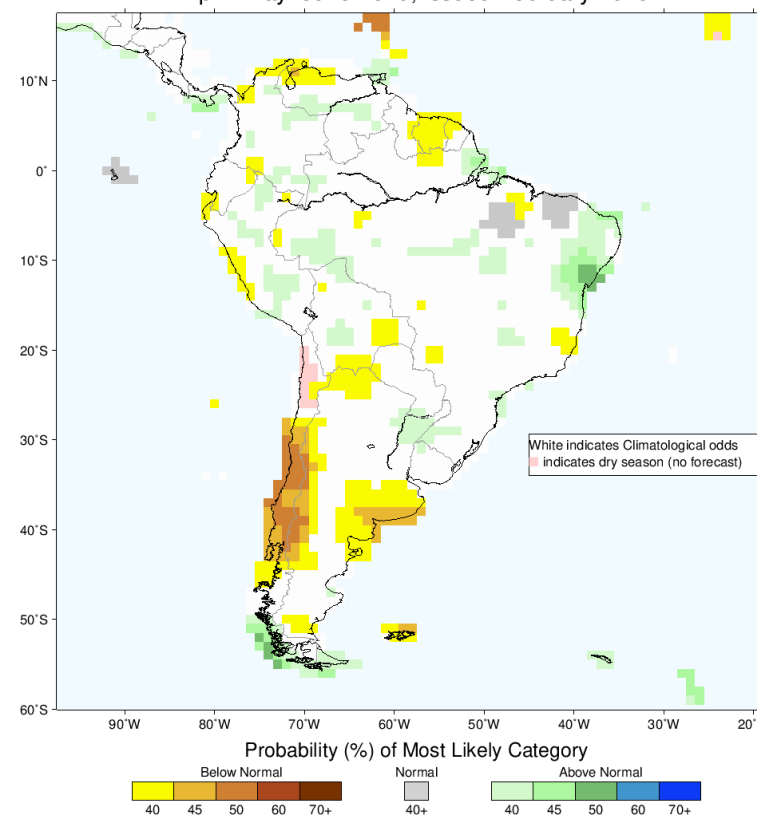 10˚N
0˚
10˚S
20˚S
30˚S
40˚S
50˚S
60˚S
White indicates Climatological odds
indicates dry season (no forecast)
90˚W 80˚W 70˚W 60˚W 50˚W 40˚W 30˚W 20˚
Probability (%) of Most Likely Category
Below Normal Normal Above Normal
40 45 50 60 70+ 40+ 40 45 50 60 70+